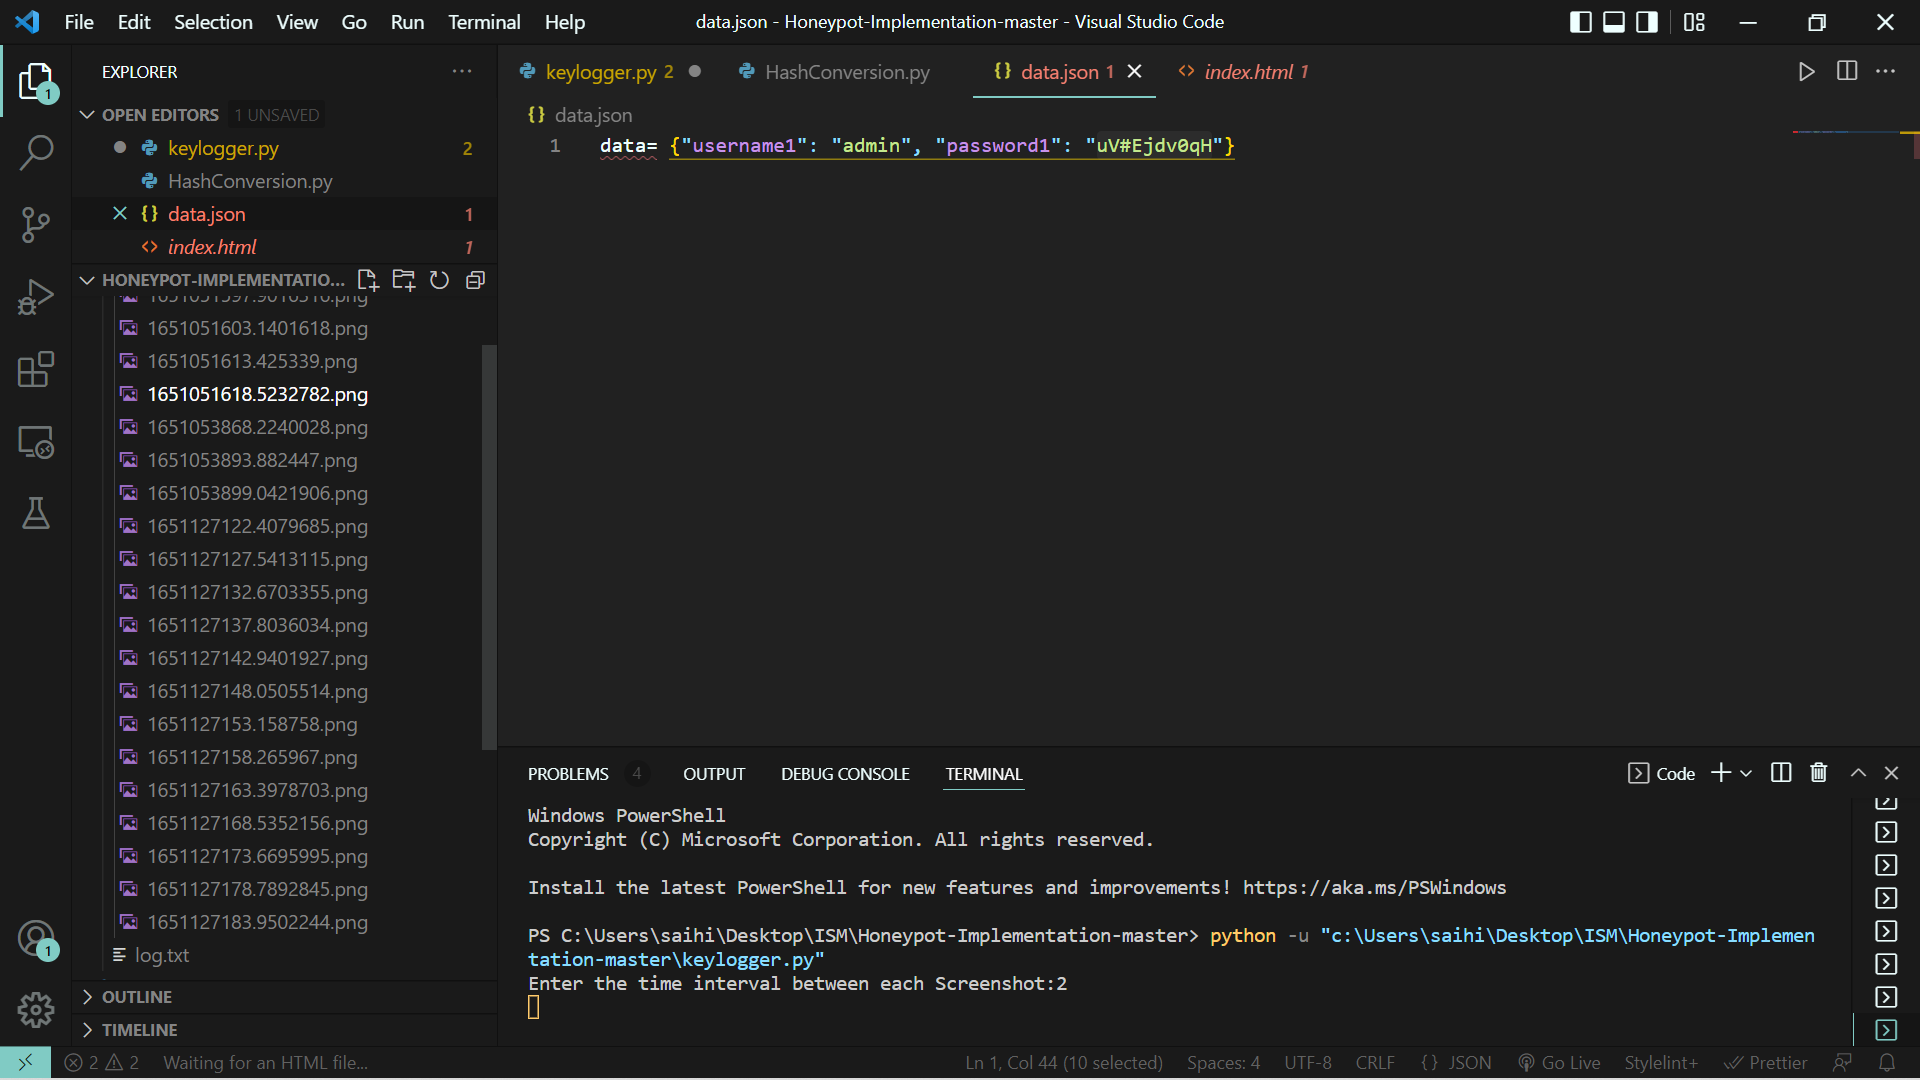 File Edit Selection View Go Run Terminal Help
data.json - Honeypot-Implementation-master - Visual Studio Code
EXPLORER
OPEN EDITORS 1 UNSAVED
keylogger.py 2
HashConversion.py
data.json 1
index.html 1
HONEYPOT-IMPLEMENTATIO...
1651051597.9016316.png
1651051603.1401618.png
1651051613.425339.png
1651051618.5232782.png
1651053868.2240028.png
1651053893.882447.png
1651053899.0421906.png
1651127122.4079685.png
1651127127.5413115.png
1651127132.6703355.png
1651127137.8036034.png
1651127142.9401927.png
1651127148.0505514.png
1651127153.158758.png
1651127158.265967.png
1651127163.3978703.png
1651127168.5352156.png
1651127173.6695995.png
1651127178.7892845.png
1651127183.9502244.png
log.txt
OUTLINE
TIMELINE
1
1
keylogger.py 2 HashConversion.py data.json 1 index.html 1
data.json
1 data= {"username1": "admin", "password1": "uV#Ejdv0qH"}
PROBLEMS 4 OUTPUT DEBUG CONSOLE TERMINAL
Code
Windows PowerShell
Copyright (C) Microsoft Corporation. All rights reserved.
Install the latest PowerShell for new features and improvements! https://aka.ms/PSWindows
PS C:\Users\saihi\Desktop\ISM\Honeypot-Implementation-master> python -u "c:\Users\saihi\Desktop\ISM\Honeypot-Implemen
tation-master\keylogger.py"
Enter the time interval between each Screenshot:2
2 2 Waiting for an HTML file...
Ln 1, Col 44 (10 selected) Spaces: 4 UTF-8 CRLF {} JSON Go Live Stylelint+ Prettier